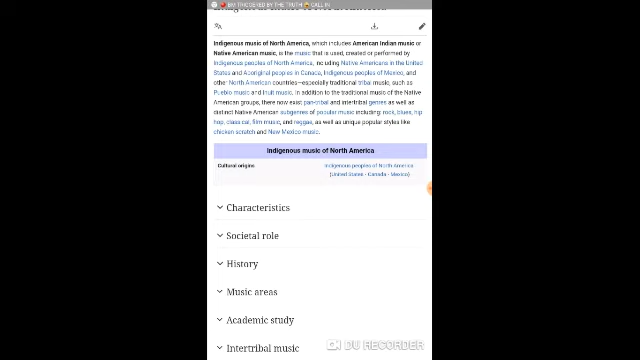 BM TRIGGERED BY THE TRUTH 😂 CALL IN
Indigenous music of North America, which includes American Indian music or
Native American music, is the music that is used, created or performed by
Indigenous peoples of North America, including Native Americans in the United
States and Aboriginal peoples in Canada, Indigenous peoples of Mexico, and
other North American countries—especially traditional tribal music, such as
Pueblo music and Inuit music. In addition to the traditional music of the Native
American groups, there now exist pan-tribal and intertribal genres as well as
distinct Native American subgenres of popular music including: rock, blues, hip
hop, classical, film music, and reggae, as well as unique popular styles like
chicken scratch and New Mexico music.
Indigenous music of North America
Cultural origins
Indigenous peoples of North America
(United States - Canada - Mexico)
Characteristics
Societal role
History
Music areas
Academic study
Intertribal music
DU RECORDER